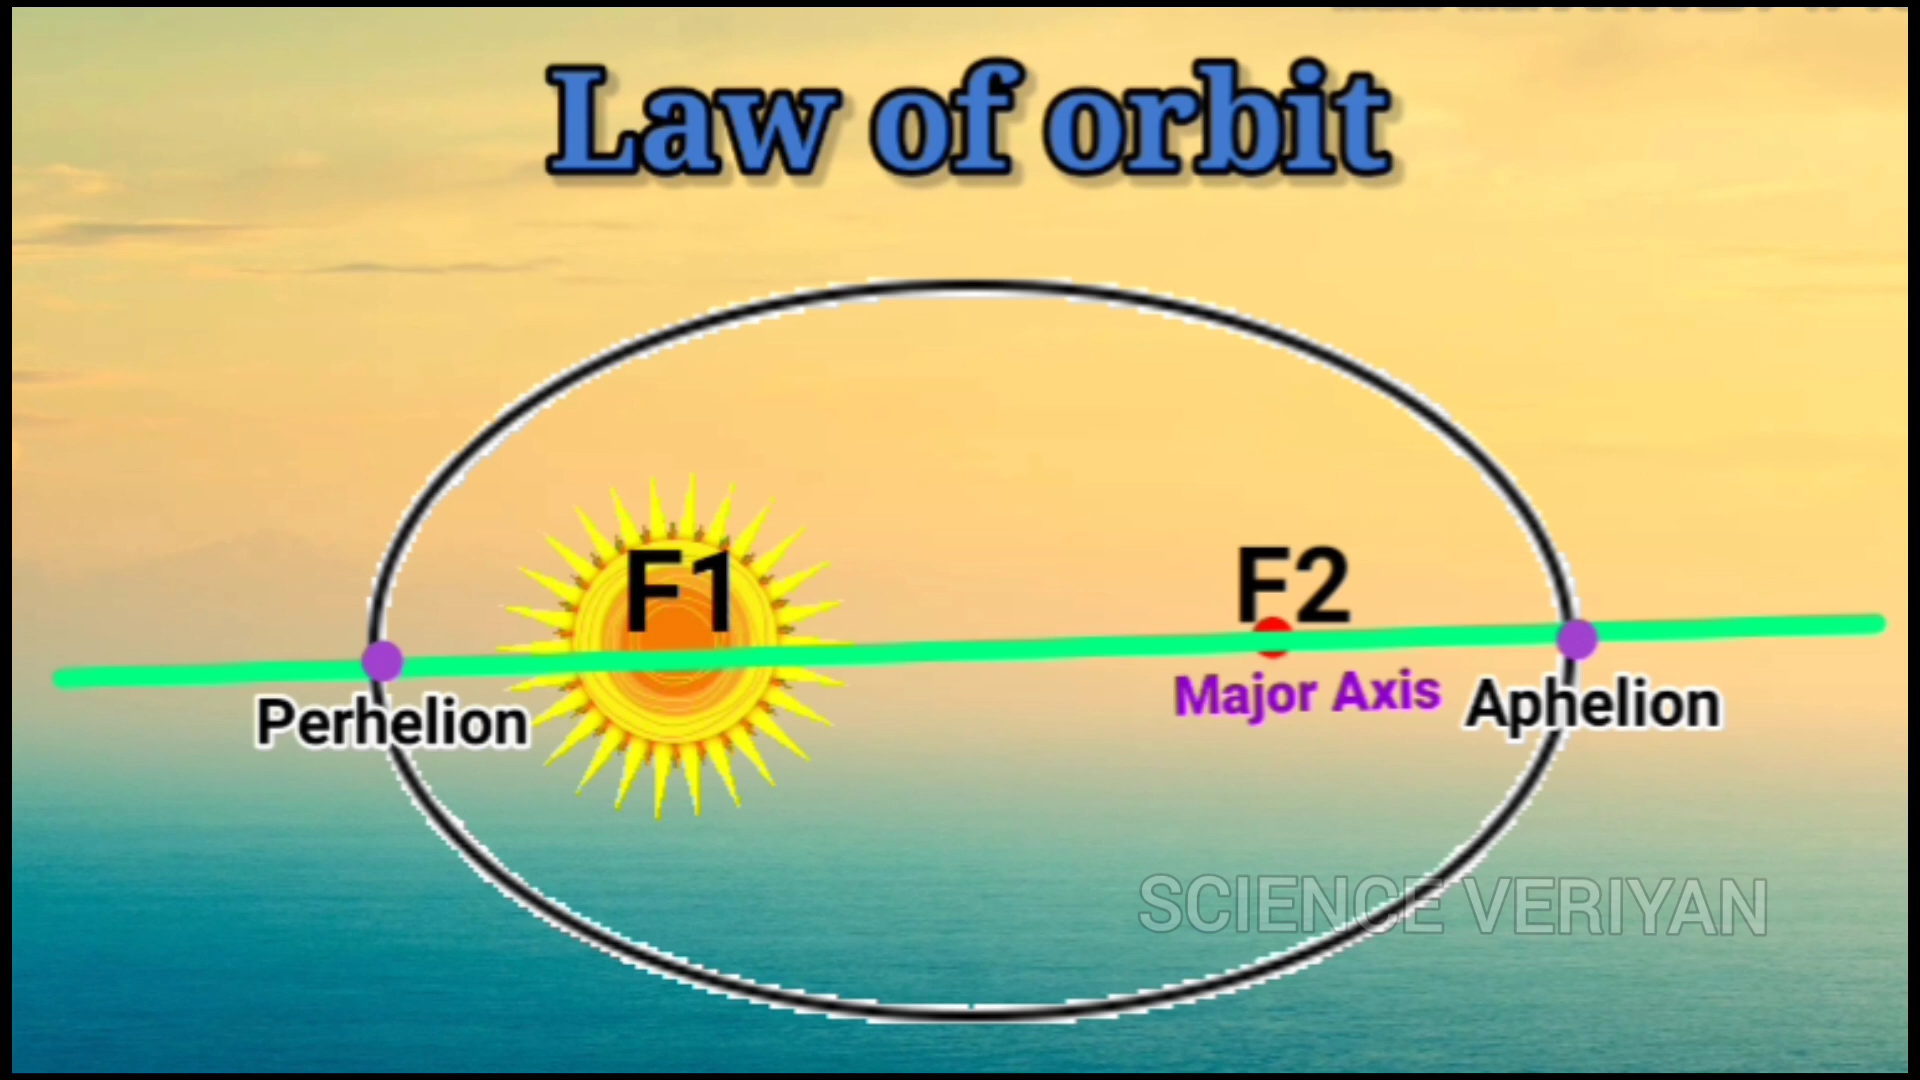 Law of orbit
F1
F2
Major Axis
Perhelion
Aphelion
SCIENCE VERIYAN